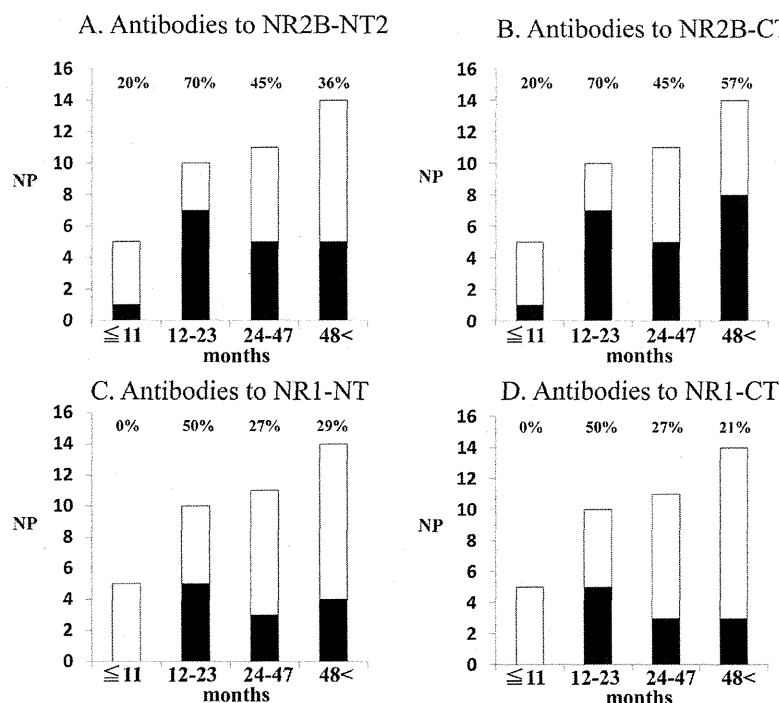 A. Antibodies to NR2B-NT2
16
14
12
10
8
6
4
2
0
NP
20% 70% 45% 36%
≦11 12-23 24-47 48<
months
B. Antibodies to NR2B-CT
16
14
12
10
8
6
4
2
0
NP
20% 70% 45% 57%
≦11 12-23 24-47 48<
months
C. Antibodies to NR1-NT
16
14
12
10
8
6
4
2
0
NP
0% 50% 27% 29%
≦11 12-23 24-47 48<
months
D. Antibodies to NR1-CT
16
14
12
10
8
6
4
2
0
NP
0% 50% 27% 21%
≦11 12-23 24-47 48<
months